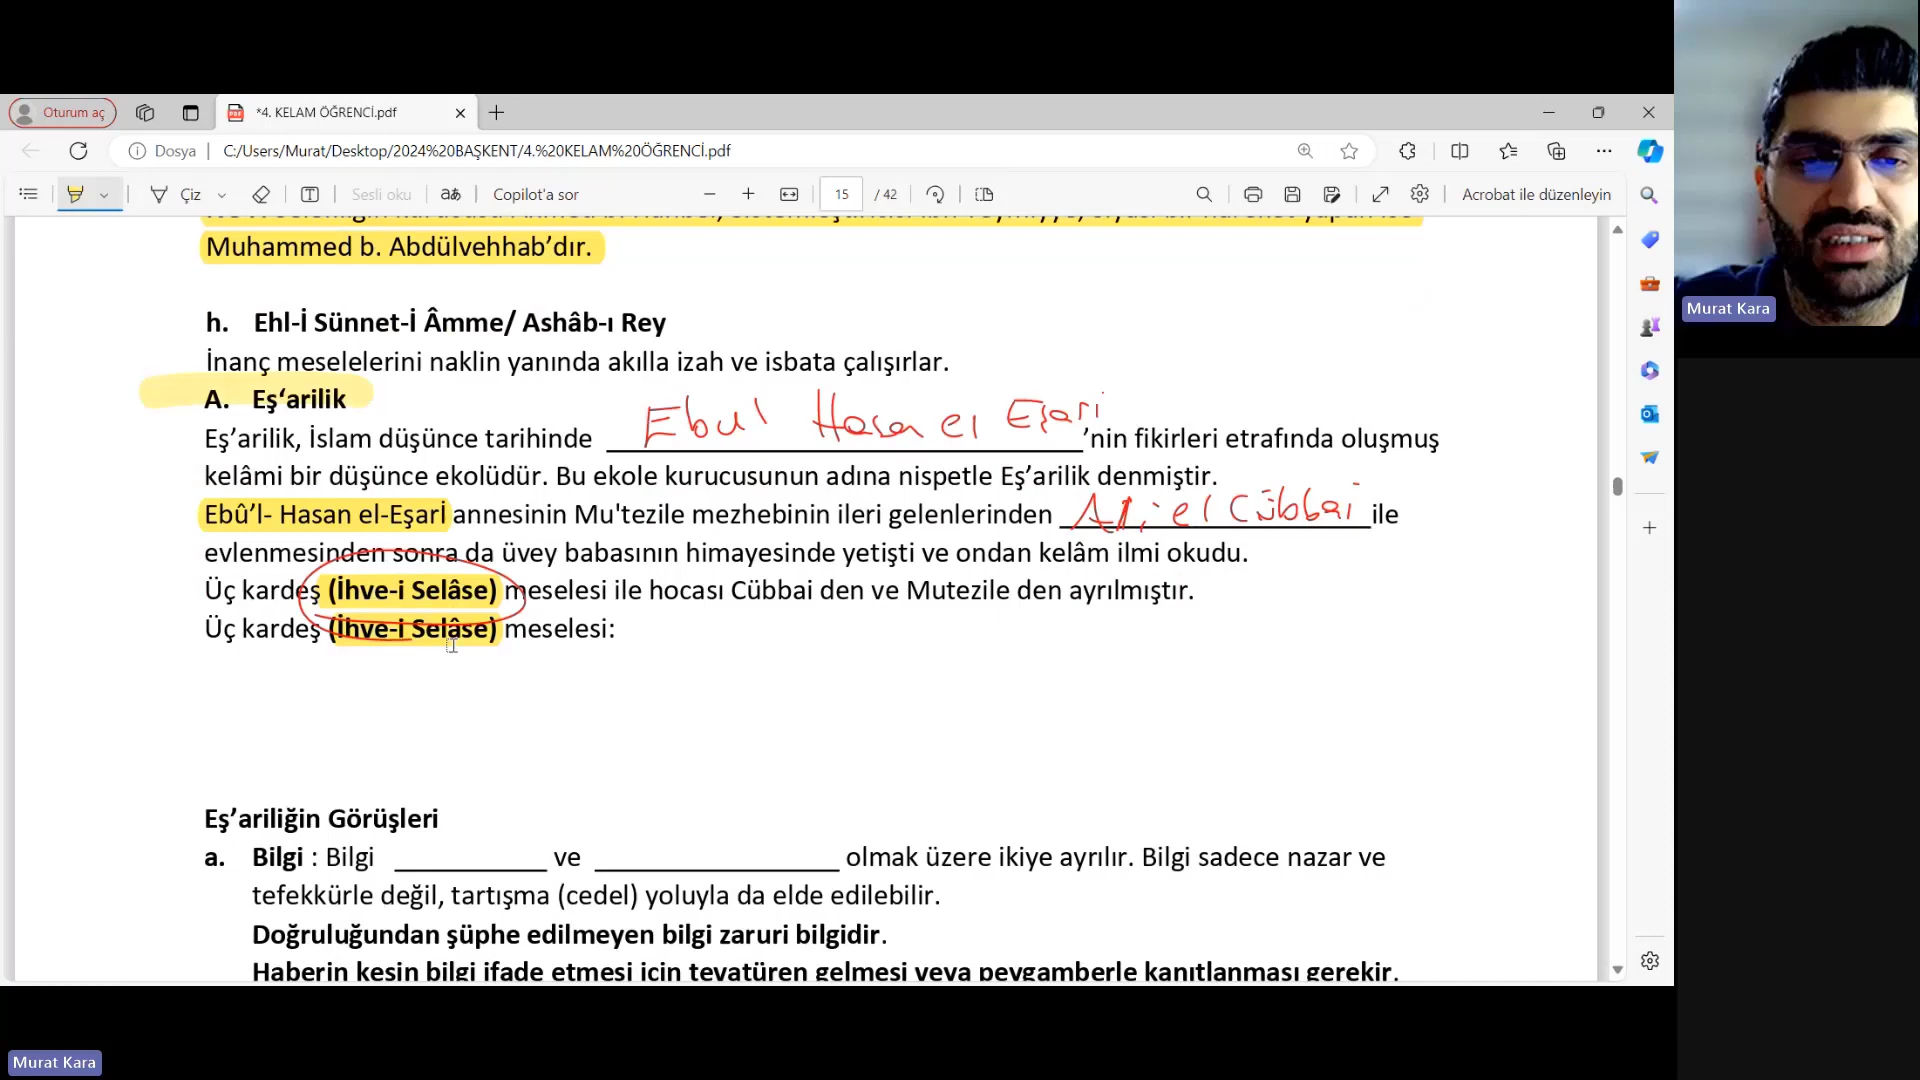 Oturum aç
*4. KELAM ÖĞRENCİ.pdf
Dosya
C:/Users/Murat/Desktop/2024%20BAŞKENT/4.%20KELAM%20ÖĞRENCİ.pdf
Çiz
Sesli oku
aあ
Copilot'a sor
15
/ 42
Acrobat ile düzenleyin
Muhammed b. Abdülvehhab’dır.
h. Ehl-İ Sünnet-İ Âmme/ Ashâb-ı Rey
İnanç meselelerini naklin yanında akılla izah ve isbata çalışırlar.
A. Eş‘arilik
Eş’arilik, İslam düşünce tarihinde Ebul Hasan el Eşari ’nin fikirleri etrafında oluşmuş
kelâmi bir düşünce ekolüdür. Bu ekole kurucusunun adına nispetle Eş’arilik denmiştir.
Ebû’l- Hasan el-Eşarİ annesinin Mu'tezile mezhebinin ileri gelenlerinden Ali el Cübbai ile
evlenmesinden sonra da üvey babasının himayesinde yetişti ve ondan kelâm ilmi okudu.
Üç kardeş (İhve-i Selâse) meselesi ile hocası Cübbai den ve Mutezile den ayrılmıştır.
Üç kardeş (İhve-i Selâse) meselesi:
Eş’ariliğin Görüşleri
a. Bilgi : Bilgi ___________ ve __________________ olmak üzere ikiye ayrılır. Bilgi sadece nazar ve
tefekkürle değil, tartışma (cedel) yoluyla da elde edilebilir.
Doğruluğundan şüphe edilmeyen bilgi zaruri bilgidir.
Haberin kesin bilgi ifade etmesi için tevatüren gelmesi veya peygamberle kanıtlanması gerekir.
Murat Kara
Murat Kara